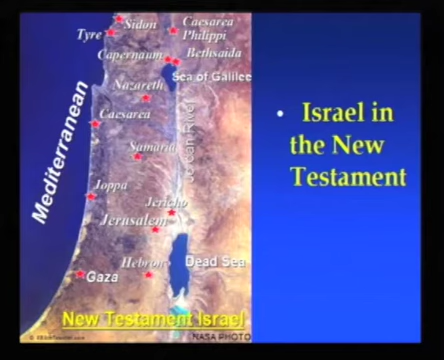 Sidon
Caesarea
Philippi
Tyre
Capernaum
Bethsaida
Sea of Galilee
Nazareth
Caesarea
Mediterranean
Jordan River
Samaria
Joppa
Jericho
Jerusalem
Hebron
Dead Sea
Gaza
New Testament Israel
NASA PHOTO
• Israel in
the New
Testament